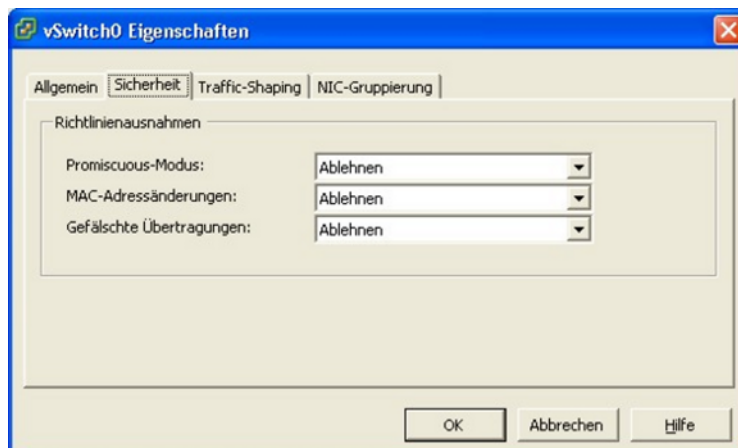 vSwitch0 Eigenschaften
Allgemein Sicherheit Traffic-Shaping NIC-Gruppierung
Richtlinienausnahmen
Promiscuous-Modus: Ablehnen
MAC-Adressänderungen: Ablehnen
Gefälschte Übertragungen: Ablehnen
OK Abbrechen Hilfe